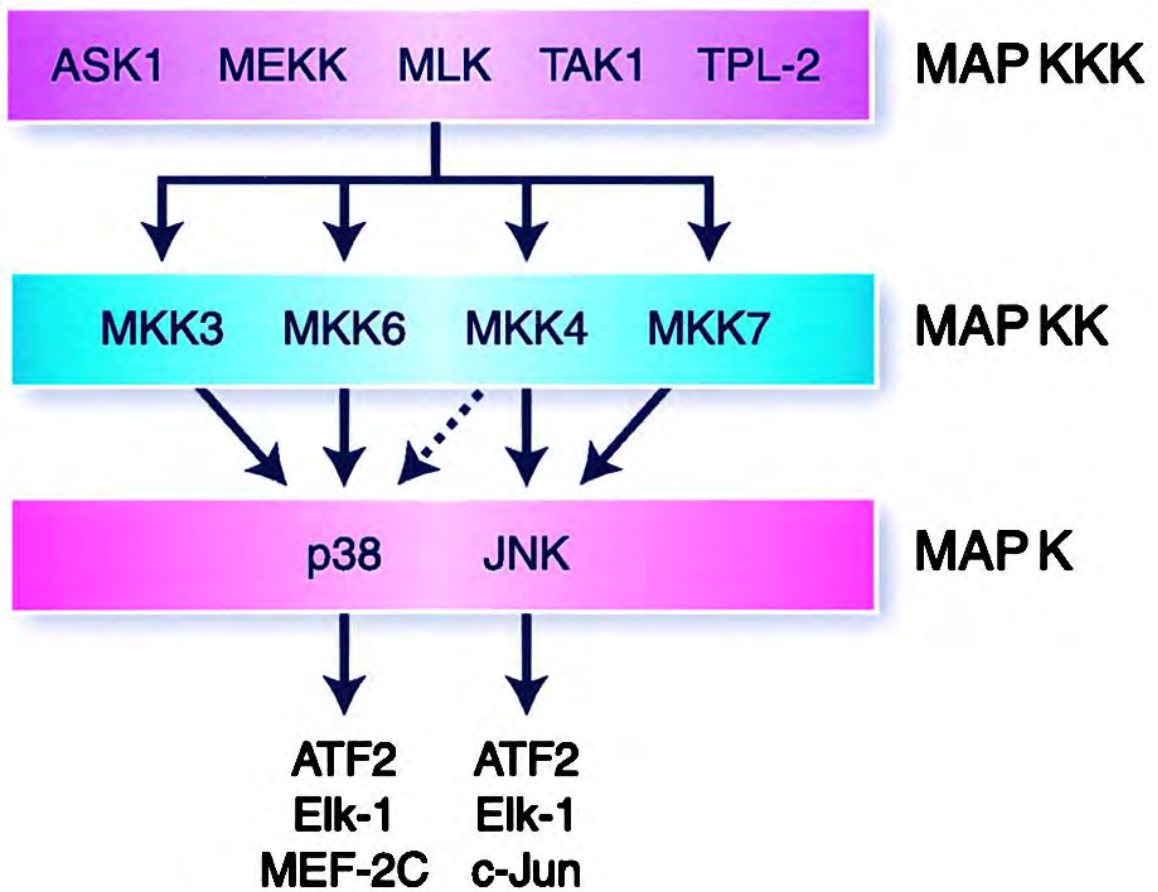 ASK1 MEKK MLK TAK1 TPL-2 MAP KKK
MKK3 MKK6 MKK4 MKK7 MAP KK
p38 JNK MAP K
ATF2 ATF2
Elk-1 Elk-1
MEF-2C c-Jun